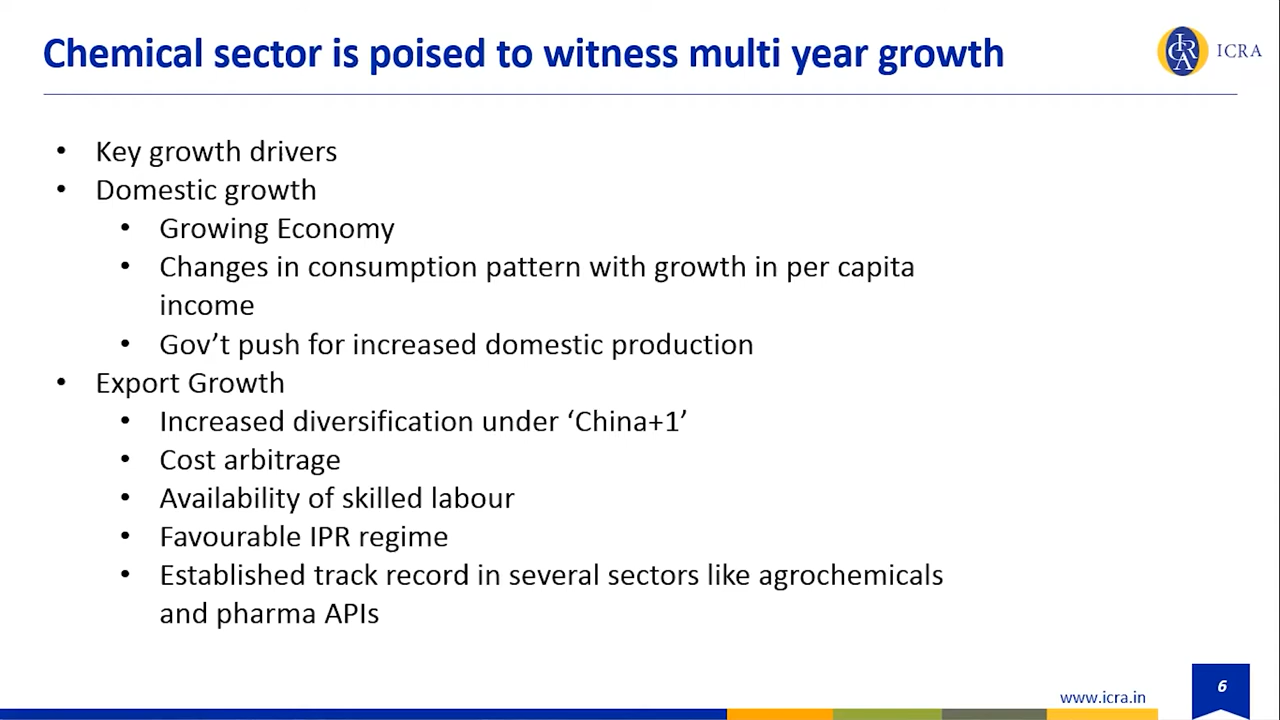 Chemical sector is poised to witness multi year growth
ICRA
ICRA
• Key growth drivers
• Domestic growth
• Growing Economy
• Changes in consumption pattern with growth in per capita
income
• Gov’t push for increased domestic production
• Export Growth
• Increased diversification under ‘China+1’
• Cost arbitrage
• Availability of skilled labour
• Favourable IPR regime
• Established track record in several sectors like agrochemicals
and pharma APIs
www.icra.in
6